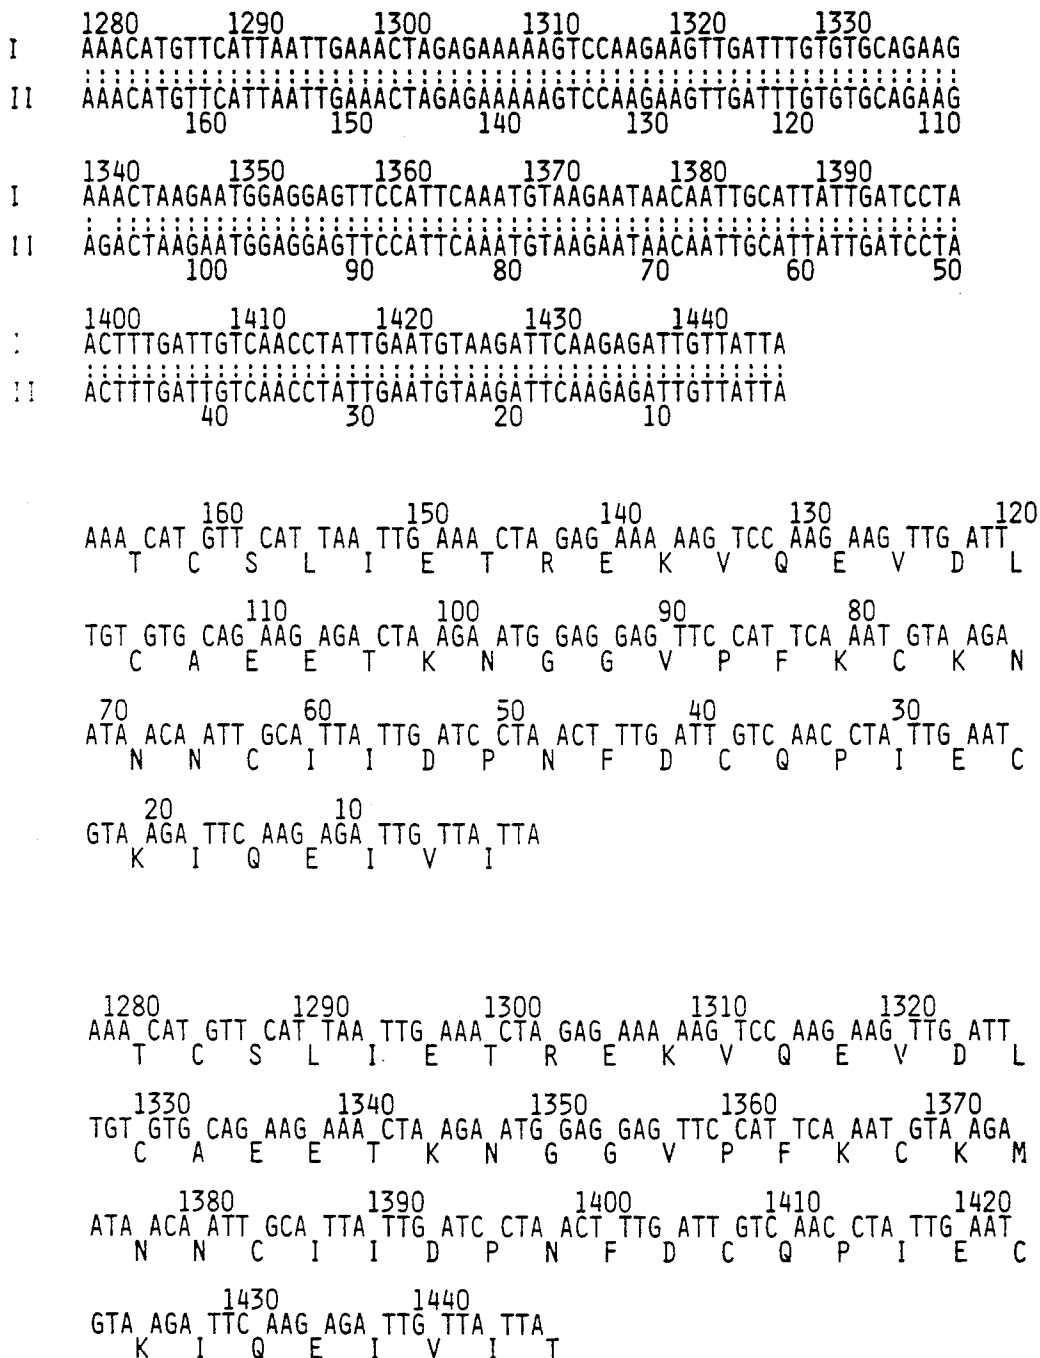 1280 1290 1300 1310 1320 1330
I AAACATGTTCATTAATTGAAACTAGAGAAAAAGTCCAAGAAGTTGATTTGTGTGCAGAAG
::::::::::::::::::::::::::::::::::::::::::::::::::::::::::::
II AAACATGTTCATTAATTGAAACTAGAGAAAAAGTCCAAGAAGTTGATTTGTGTGCAGAAG
160 150 140 130 120 110
1340 1350 1360 1370 1380 1390
I AAACTAAGAATGGAGGAGTTCCATTCAAATGTAAGAATAACAATTGCATTATTGATCCTA
: ::::::::::::::::::::::::::::::::::::::::::::::::::::::::::
II AGACTAAGAATGGAGGAGTTCCATTCAAATGTAAGAATAACAATTGCATTATTGATCCTA
100 90 80 70 60 50
1400 1410 1420 1430 1440
: ACTTTGATTGTCAACCTATTGAATGTAAGATTCAAGAGATTGTTATTA
::::::::::::::::::::::::::::::::::::::::::::::::
II ACTTTGATTGTCAACCTATTGAATGTAAGATTCAAGAGATTGTTATTA
40 30 20 10
160 150 140 130 120
AAA CAT GTT CAT TAA TTG AAA CTA GAG AAA AAG TCC AAG AAG TTG ATT
T C S L I E T R E K V Q E V D L
110 100 90 80
TGT GTG CAG AAG AGA CTA AGA ATG GAG GAG TTC CAT TCA AAT GTA AGA
C A E E T K N G G V P F K C K N
70 60 50 40 30
ATA ACA ATT GCA TTA TTG ATC CTA ACT TTG ATT GTC AAC CTA TTG AAT
N N C I I D P N F D C Q P I E C
20 10
GTA AGA TTC AAG AGA TTG TTA TTA
K I Q E I V I
1280 1290 1300 1310 1320
AAA CAT GTT CAT TAA TTG AAA CTA GAG AAA AAG TCC AAG AAG TTG ATT
T C S L I E T R E K V Q E V D L
1330 1340 1350 1360 1370
TGT GTG CAG AAG AAA CTA AGA ATG GAG GAG TTC CAT TCA AAT GTA AGA
C A E E T K N G G V P F K C K M
1380 1390 1400 1410 1420
ATA ACA ATT GCA TTA TTG ATC CTA ACT TTG ATT GTC AAC CTA TTG AAT
N N C I I D P N F D C Q P I E C
1430 1440
GTA AGA TTC AAG AGA TTG TTA TTA
K I Q E I V I T